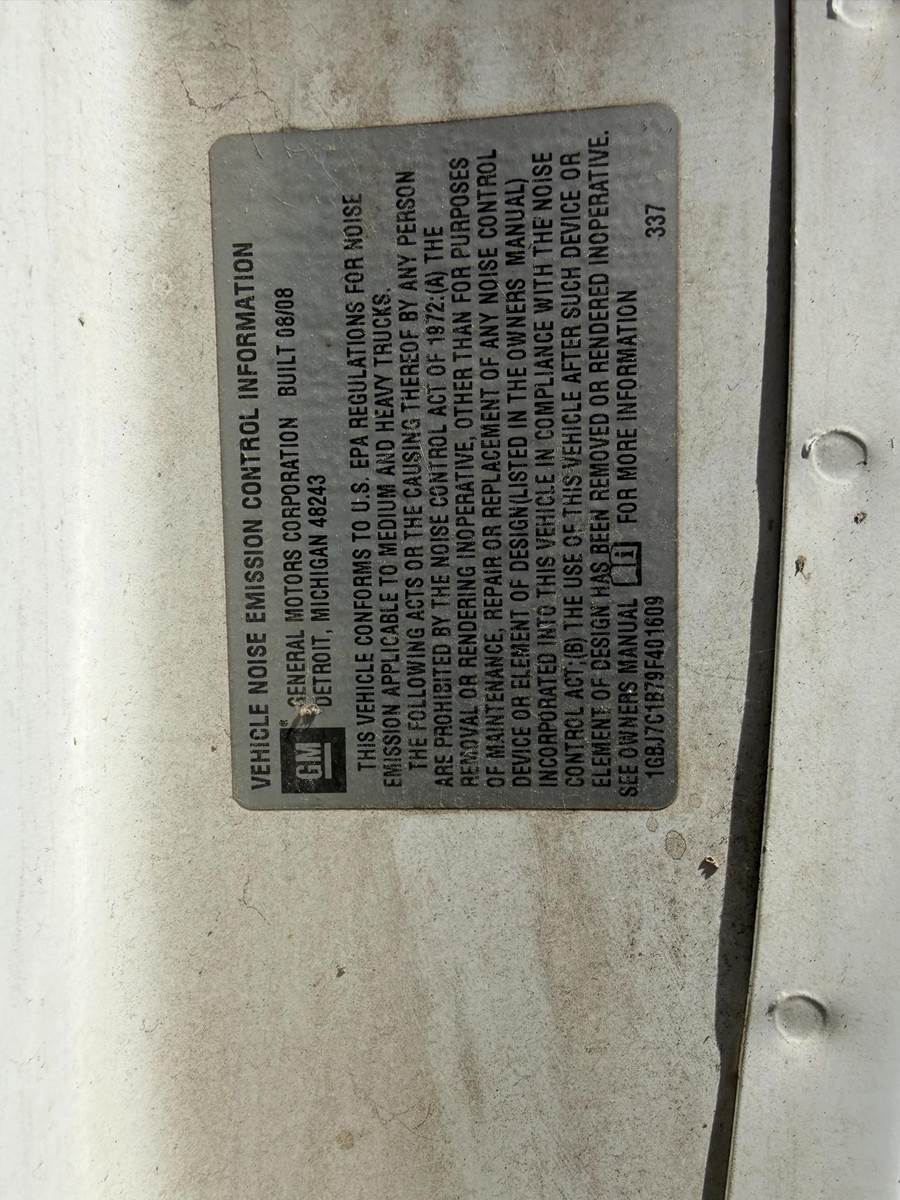 VEHICLE NOISE EMISSION CONTROL INFORMATION
GM ® GENERAL MOTORS CORPORATION BUILT 08/08
DETROIT, MICHIGAN 48243
THIS VEHICLE CONFORMS TO U.S. EPA REGULATIONS FOR NOISE
EMISSION APPLICABLE TO MEDIUM AND HEAVY TRUCKS.
THE FOLLOWING ACTS OR THE CAUSING THEREOF BY ANY PERSON
ARE PROHIBITED BY THE NOISE CONTROL ACT OF 1972:(A) THE
REMOVAL OR RENDERING INOPERATIVE, OTHER THAN FOR PURPOSES
OF MAINTENANCE, REPAIR OR REPLACEMENT OF ANY NOISE CONTROL
DEVICE OR ELEMENT OF DESIGN(LISTED IN THE OWNERS MANUAL)
INCORPORATED INTO THIS VEHICLE IN COMPLIANCE WITH THE NOISE
CONTROL ACT;(B) THE USE OF THIS VEHICLE AFTER SUCH DEVICE OR
ELEMENT OF DESIGN HAS BEEN REMOVED OR RENDERED INOPERATIVE.
SEE OWNERS MANUAL i FOR MORE INFORMATION
1GBJ7C1B79F401609 337